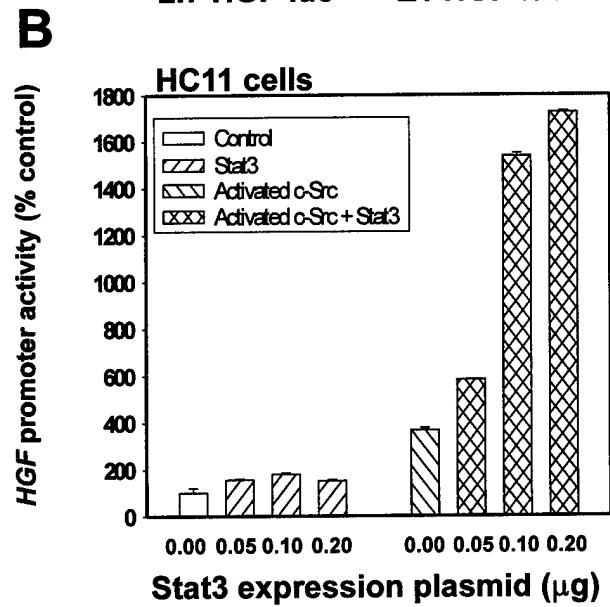 B
HC11 cells
HGF promoter activity (% control)
1800
1600
1400
1200
1000
800
600
400
200
0
Control
Stat3
Activated c-Src
Activated c-Src + Stat3
0.00 0.05 0.10 0.20 0.00 0.05 0.10 0.20
Stat3 expression plasmid (μg)